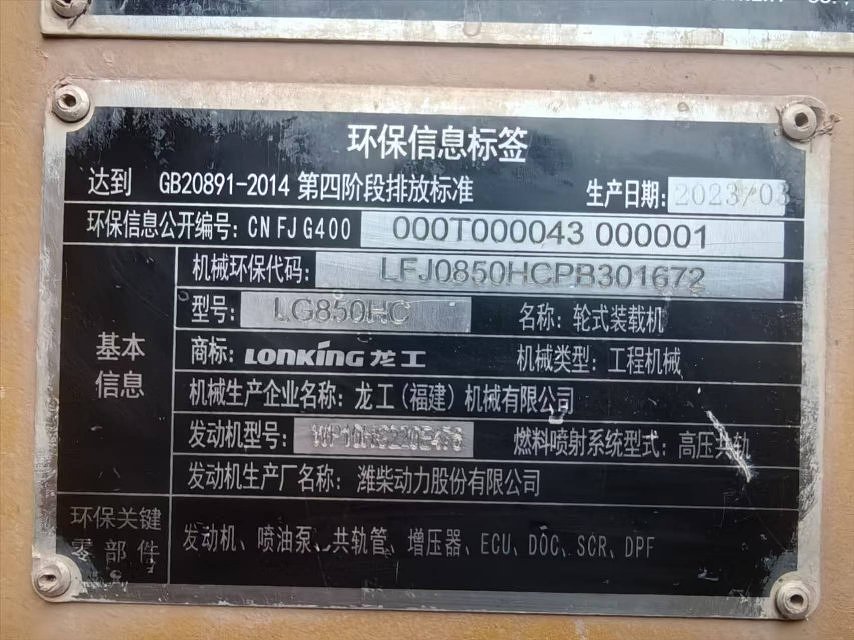 环保信息标签
达到 GB20891-2014 第四阶段排放标准 生产日期: 2023/03
环保信息公开编号: CN FJ G400 000T000043 000001
基本信息
机械环保代码: LFJ0850HCPB301672
型号: LG850HC 名称: 轮式装载机
商标: LONKING 龙工 机械类型: 工程机械
机械生产企业名称: 龙工(福建)机械有限公司
发动机型号: 燃料喷射系统型式: 高压共轨
发动机生产厂名称: 潍柴动力股份有限公司
环保关键零部件
发动机、喷油泵、共轨管、增压器、ECU、DOC、SCR、DPF